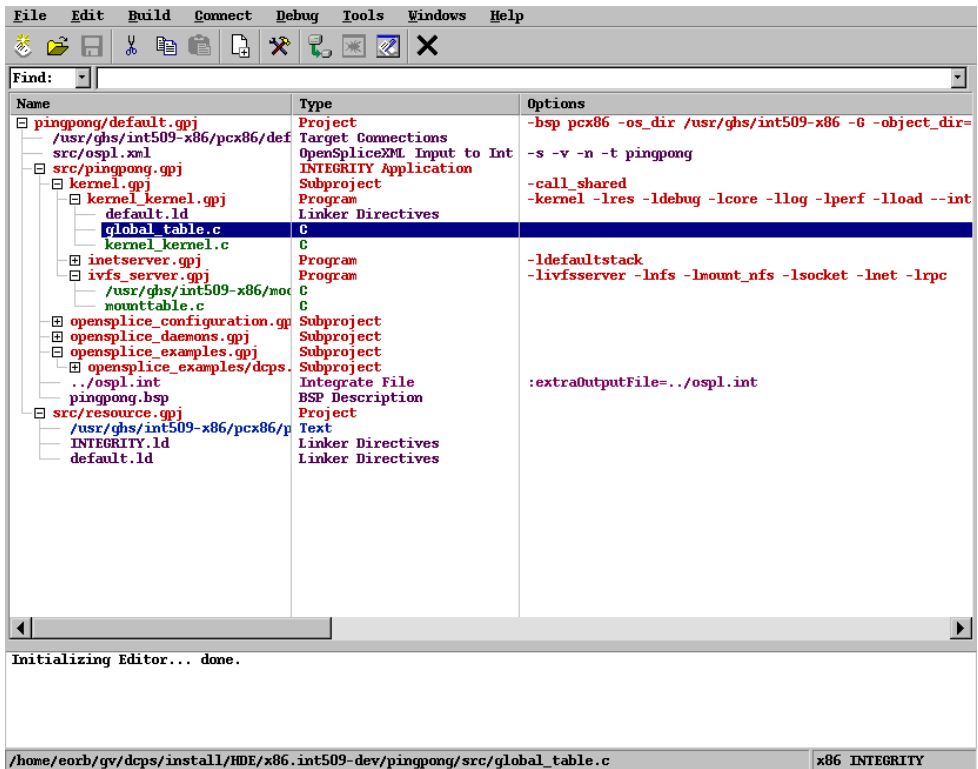 File Edit Build Connect Debug Tools Windows Help
Find:
Name Type Options
pingpong/default.gpj Project -bsp pcx86 -os_dir /usr/ghs/int509-x86 -G -object_dir=
/usr/ghs/int509-x86/pcx86/def Target Connections
src/ospl.xml OpenSpliceXML Input to Int -s -v -n -t pingpong
src/pingpong.gpj INTEGRITY Application
kernel.gpj Subproject -call_shared
kernel_kernel.gpj Program -kernel -lres -ldebug -lcore -llog -lperf -lload --int
default.ld Linker Directives
global_table.c C
kernel_kernel.c C
inetserver.gpj Program -ldefaultstack
ivfs_server.gpj Program -livfsserver -lnfs -lmount_nfs -lsocket -lnet -lrpc
/usr/ghs/int509-x86/mod C
mounttable.c C
opensplice_configuration.gp Subproject
opensplice_daemons.gpj Subproject
opensplice_examples.gpj Subproject
opensplice_examples/dcps. Subproject
../ospl.int Integrate File :extraOutputFile=../ospl.int
pingpong.bsp BSP Description
src/resource.gpj Project
/usr/ghs/int509-x86/pcx86/p Text
INTEGRITY.ld Linker Directives
default.ld Linker Directives
Initializing Editor... done.
/home/eorb/gv/dcps/install/HDE/x86.int509-dev/pingpong/src/global_table.c x86 INTEGRITY